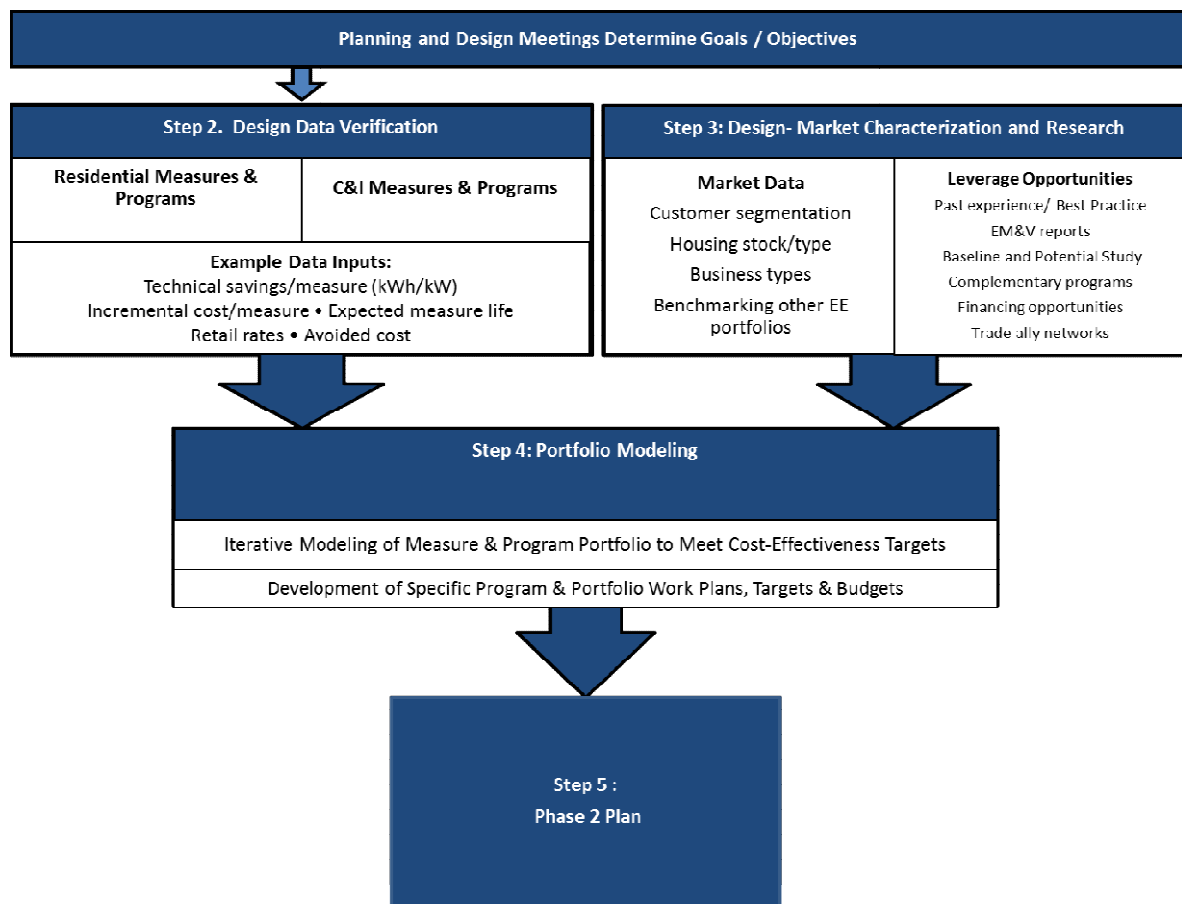 Planning and Design Meetings Determine Goals / Objectives
Step 2.  Design Data Verification
Residential Measures &
Programs
C&I Measures & Programs
Example Data Inputs:
Technical savings/measure (kWh/kW)
Incremental cost/measure • Expected measure life
Retail rates • Avoided cost
Step 3: Design- Market Characterization and Research
Market Data
Customer segmentation
Housing stock/type
Business types
Benchmarking other EE
portfolios
Leverage Opportunities
Past experience/ Best Practice
EM&V reports
Baseline and Potential Study
Complementary programs
Financing opportunities
Trade ally networks
Step 4: Portfolio Modeling
Iterative Modeling of Measure & Program Portfolio to Meet Cost-Effectiveness Targets
Development of Specific Program & Portfolio Work Plans, Targets & Budgets
Step 5 :
Phase 2 Plan